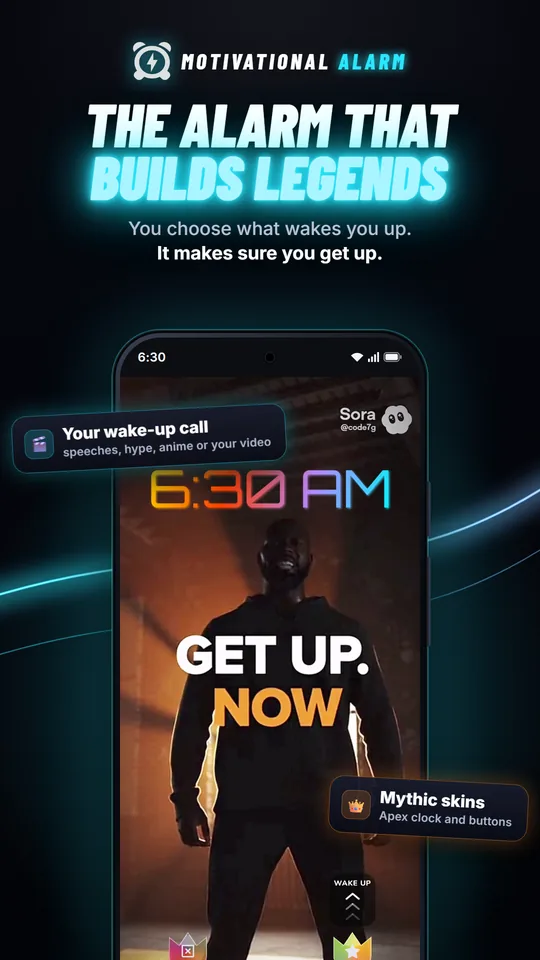 MOTIVATIONAL ALARM
THE ALARM THAT
BUILDS LEGENDS
You choose what wakes you up.
It makes sure you get up.
6:30
Sora
@code7g
Your wake-up call
speeches, hype, anime or your video
6:30 AM
GET UP.
NOW
Mythic skins
Apex clock and buttons
WAKE UP